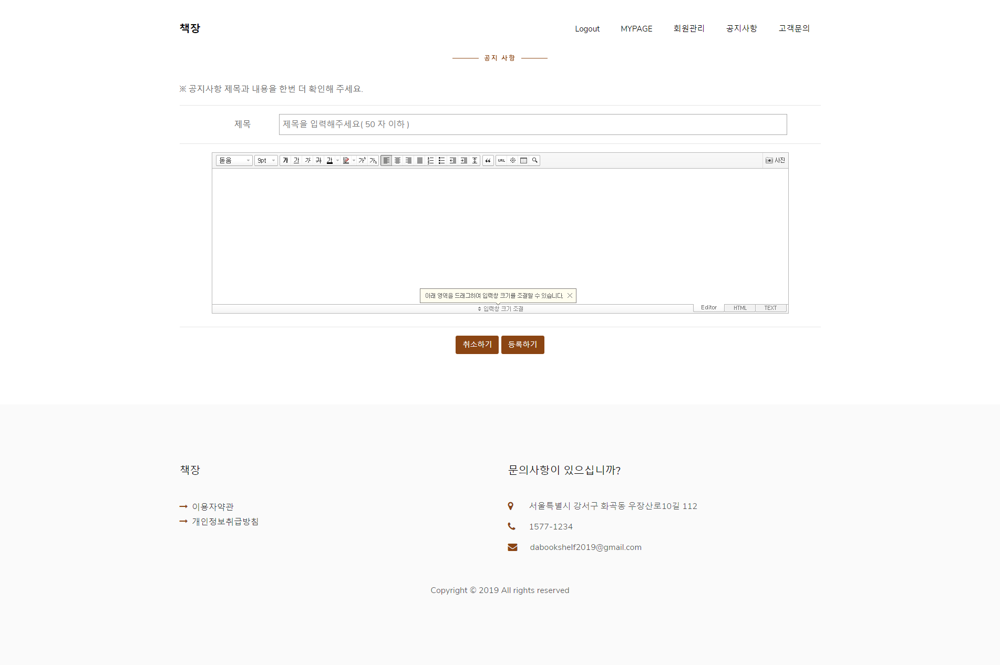 책장
Logout MYPAGE 회원관리 공지사항 고객문의
공지 사항
※ 공지사항 제목과 내용을 한번 더 확인해 주세요.
제목 제목을 입력해주세요( 50 자 이하 )
돋움 9pt 가 가 가 가 가 가¹ 가₁ URL ※ 사진
아래 영역을 드래그하여 입력창 크기를 조절할 수 있습니다.
입력창 크기 조절 Editor HTML TEXT
취소하기 등록하기
책장
이용자약관
개인정보취급방침
문의사항이 있으십니까?
서울특별시 강서구 화곡동 우장산로10길 112
1577-1234
dabookshelf2019@gmail.com
Copyright © 2019 All rights reserved